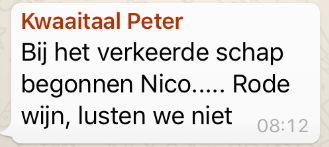 Kwaaitaal Peter
Bij het verkeerde schap
begonnen Nico..... Rode
wijn, lusten we niet
08:12